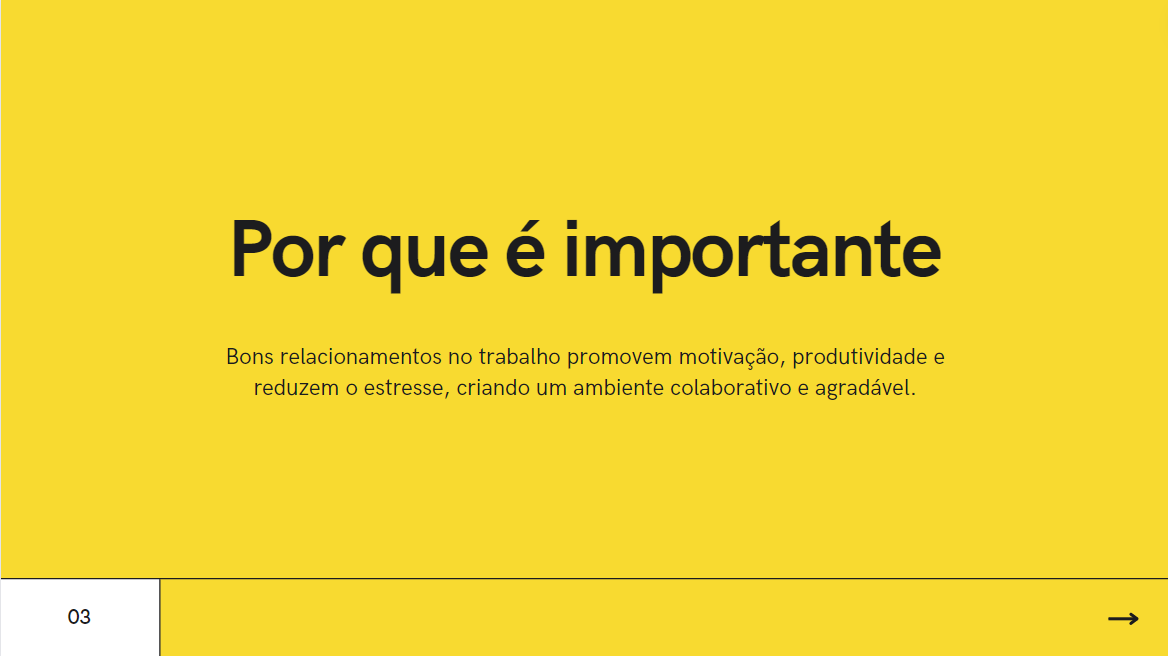 Por que é importante
Bons relacionamentos no trabalho promovem motivação, produtividade e
reduzem o estresse, criando um ambiente colaborativo e agradável.
03